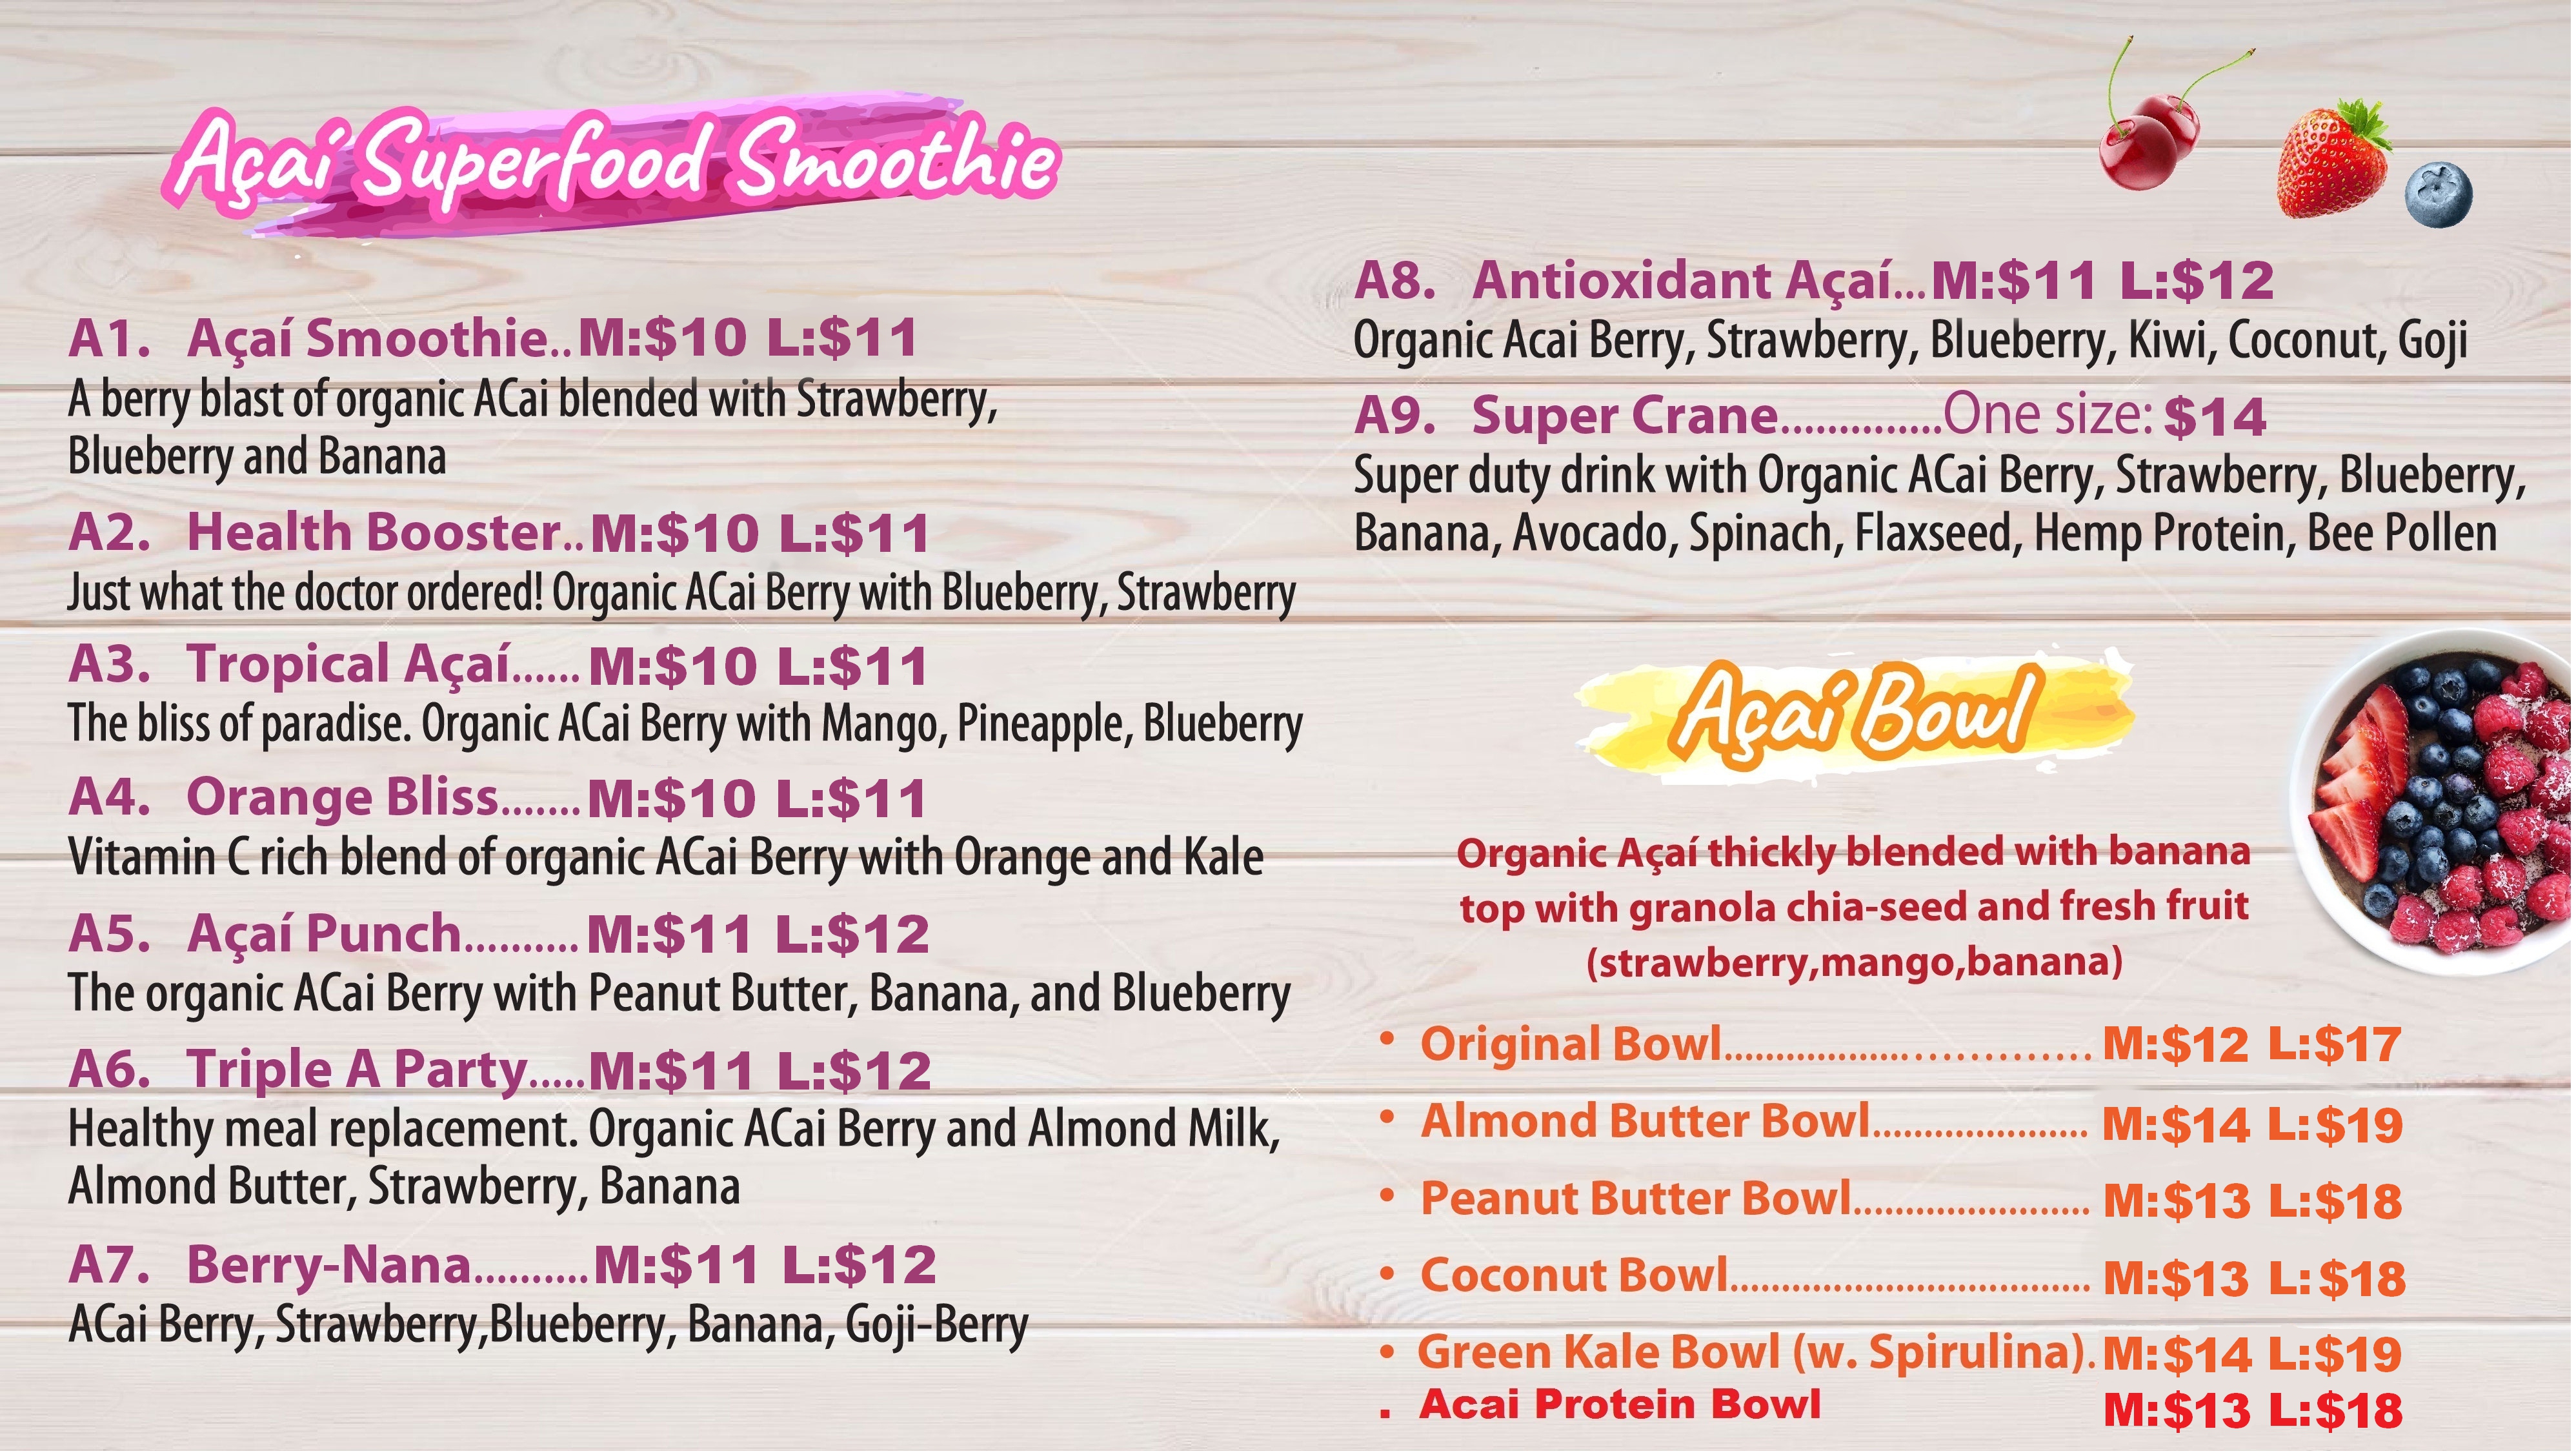 Açaí Superfood Smoothie
A1. Açaí Smoothie..M:$10 L:$11
A berry blast of organic ACai blended with Strawberry,
Blueberry and Banana
A2. Health Booster..M:$10 L:$11
Just what the doctor ordered! Organic ACai Berry with Blueberry, Strawberry
A3. Tropical Açaí......M:$10 L:$11
The bliss of paradise. Organic ACai Berry with Mango, Pineapple, Blueberry
A4. Orange Bliss.......M:$10 L:$11
Vitamin C rich blend of organic ACai Berry with Orange and Kale
A5. Açaí Punch..........M:$11 L:$12
The organic ACai Berry with Peanut Butter, Banana, and Blueberry
A6. Triple A Party.....M:$11 L:$12
Healthy meal replacement. Organic ACai Berry and Almond Milk,
Almond Butter, Strawberry, Banana
A7. Berry-Nana..........M:$11 L:$12
ACai Berry, Strawberry,Blueberry, Banana, Goji-Berry
A8. Antioxidant Açaí...M:$11 L:$12
Organic Acai Berry, Strawberry, Blueberry, Kiwi, Coconut, Goji
A9. Super Crane..............One size: $14
Super duty drink with Organic ACai Berry, Strawberry, Blueberry,
Banana, Avocado, Spinach, Flaxseed, Hemp Protein, Bee Pollen
Açaí Bowl
Organic Açaí thickly blended with banana
top with granola chia-seed and fresh fruit
(strawberry,mango,banana)
• Original Bowl...............................M:$12 L:$17
• Almond Butter Bowl.....................M:$14 L:$19
• Peanut Butter Bowl.......................M:$13 L:$18
• Coconut Bowl...................................M:$13 L:$18
• Green Kale Bowl (w. Spirulina).M:$14 L:$19
. Acai Protein Bowl M:$13 L:$18